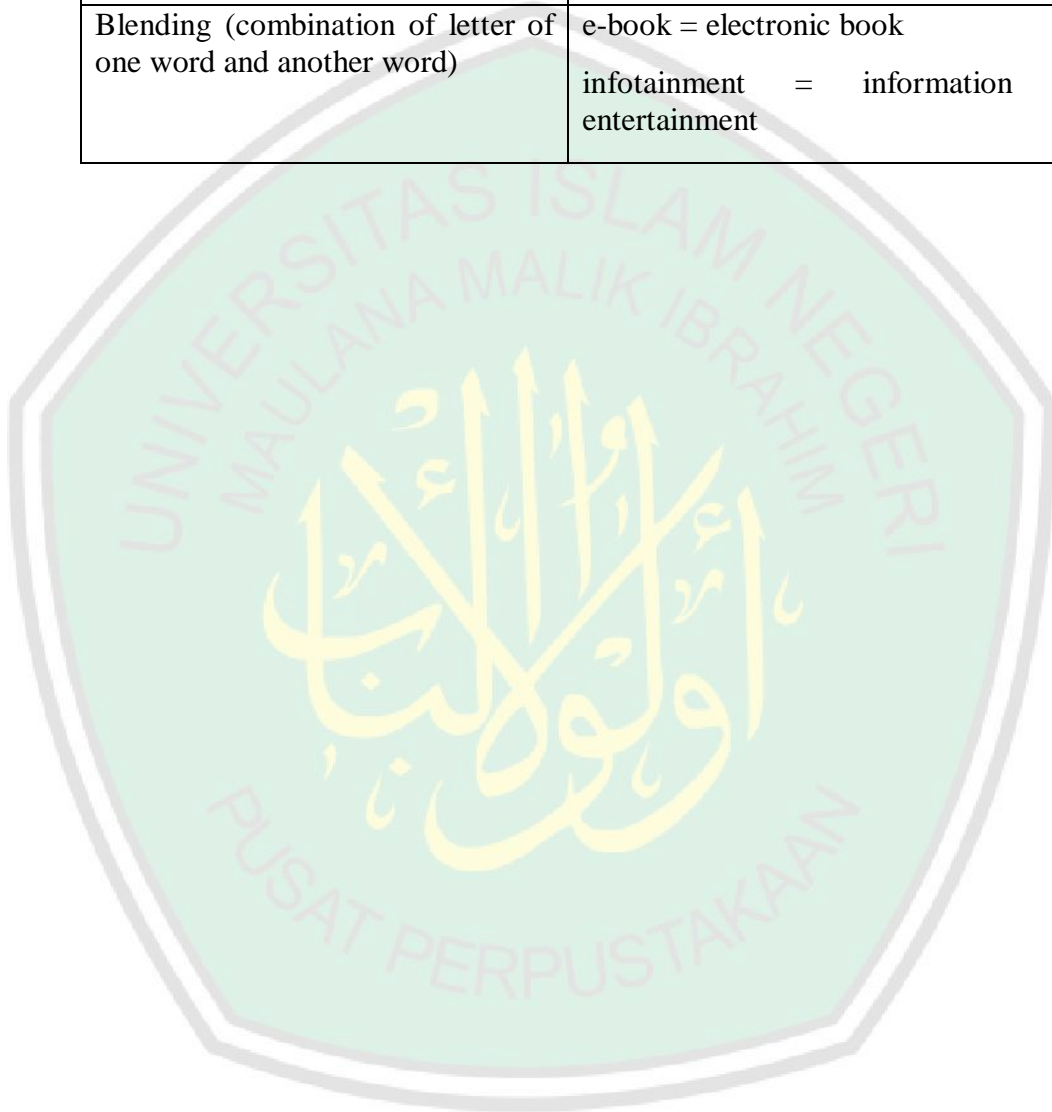 Blending (combination of letter of
one word and another word)
e-book = electronic book
infotainment = information
entertainment
UNIVERSITAS ISLAM NEGERI
MAULANA MALIK IBRAHIM
أولوا الألباب
PUSAT PERPUSTAKAAN